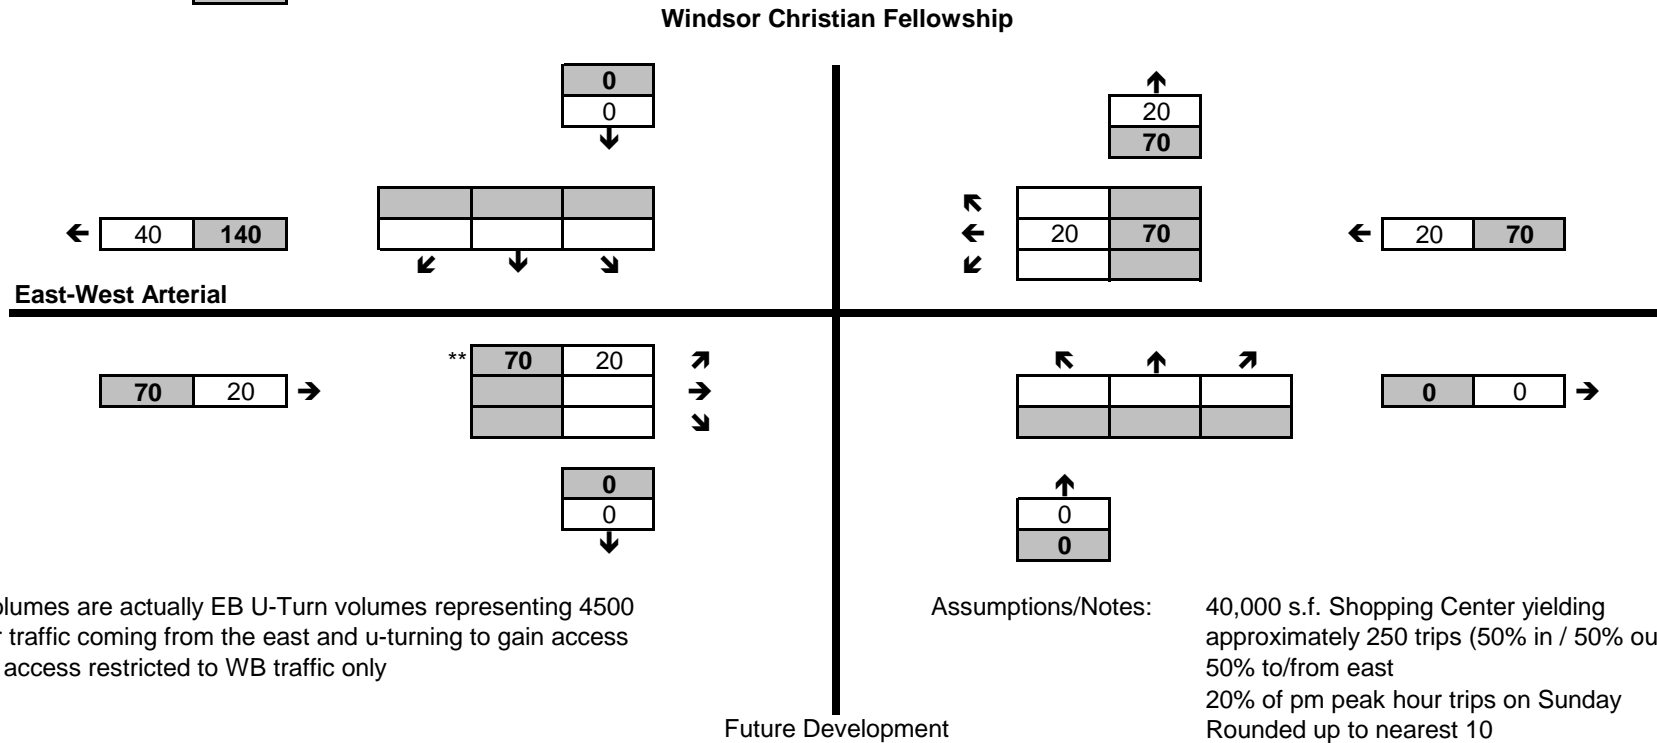 Windsor Christian Fellowship
0
0
↓
↑
20
70
← 40 140
↙ ↓ ↘
↖
← 20 70
↙
← 20 70
East-West Arterial
70 20 →
** 70 20 ↗
→
↘
↖ ↑ ↗
0 0 →
0
0
↓
↑
0
0
olumes are actually EB U-Turn volumes representing 4500
r traffic coming from the east and u-turning to gain access
access restricted to WB traffic only
Assumptions/Notes:
40,000 s.f. Shopping Center yielding
approximately 250 trips (50% in / 50% ou
50% to/from east
20% of pm peak hour trips on Sunday
Rounded up to nearest 10
Future Development